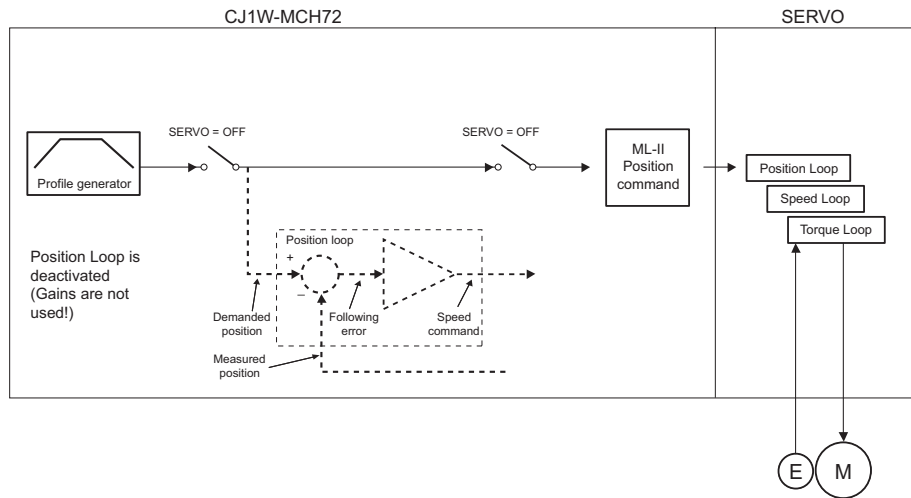 CJ1W-MCH72
SERVO
SERVO = OFF
SERVO = OFF
Profile generator
ML-II
Position
command
Position Loop
Speed Loop
Torque Loop
Position Loop is
deactivated
(Gains are not
used!)
Position loop
+
–
Demanded
position
Following
error
Speed
command
Measured
position
E
M